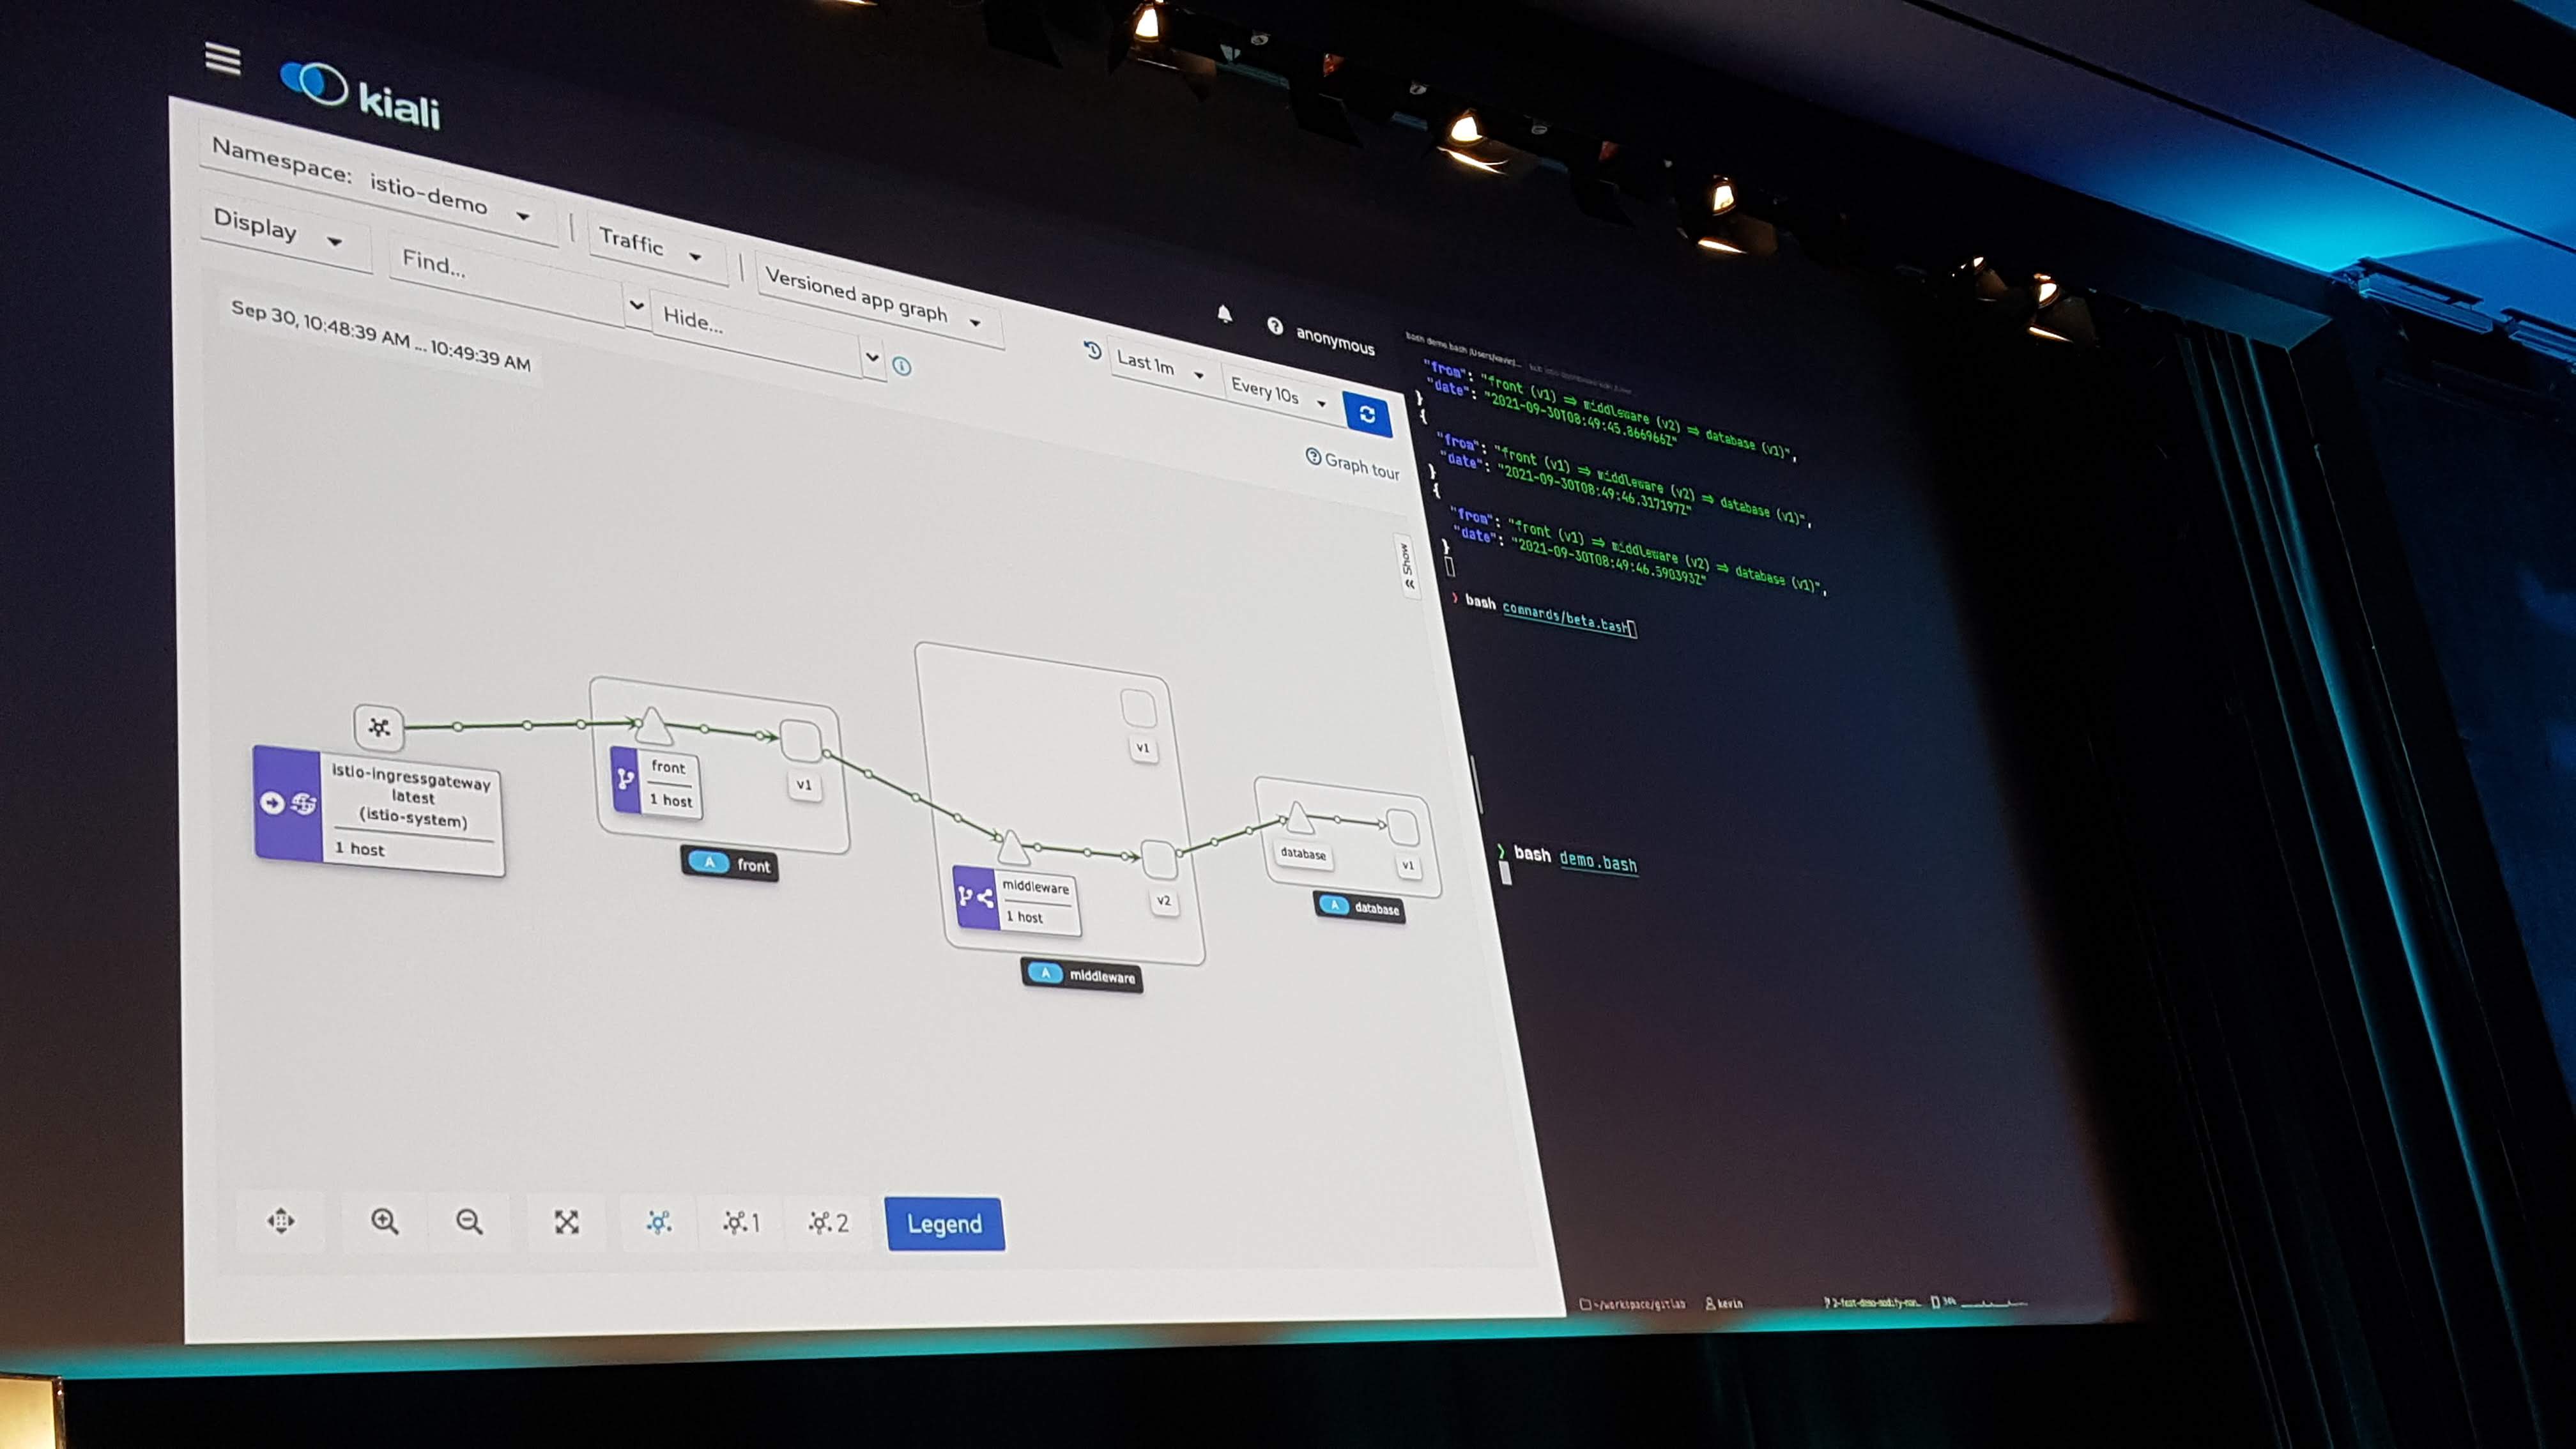 kiali
Namespace: istio-demo
Traffic
Versioned app graph
Display
Find...
Hide...
anonymous
Last 1m
Every 10s
Sep 30, 10:48:39 AM ... 10:49:39 AM
Graph tour
Show
istio-ingressgateway
latest
(istio-system)
1 host
front
1 host
v1
A front
v1
middleware
1 host
v2
A middleware
database
v1
A database
1
2
Legend
bash demo.bash
"from": "front (v1) => middleware (v2) => database (v1)",
"date": "2021-09-30T08:49:45.866966Z"
}
{
"from": "front (v1) => middleware (v2) => database (v1)",
"date": "2021-09-30T08:49:46.317197Z"
}
{
"from": "front (v1) => middleware (v2) => database (v1)",
"date": "2021-09-30T08:49:46.590393Z"
}
❯ bash commands/beta.bash
❯ bash demo.bash
~/workspace/gitlab kevin